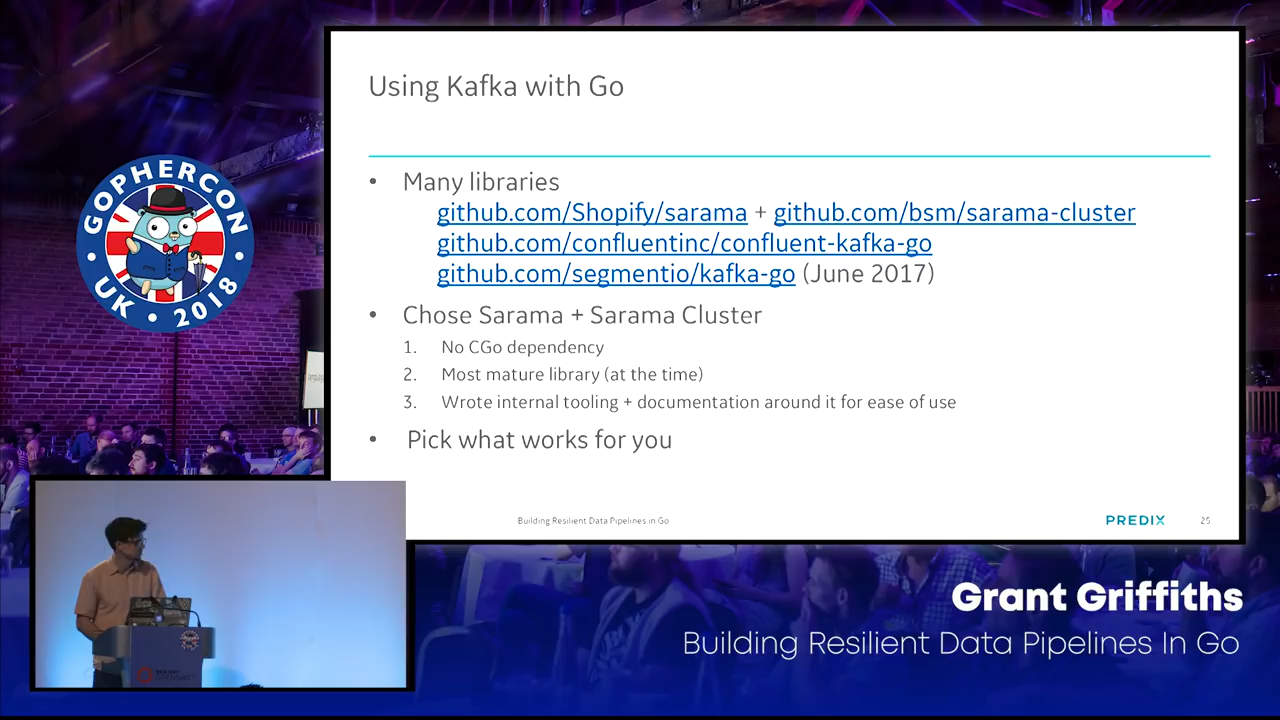 Using Kafka with Go
• Many libraries
github.com/Shopify/sarama + github.com/bsm/sarama-cluster
github.com/confluentinc/confluent-kafka-go
github.com/segmentio/kafka-go (June 2017)
• Chose Sarama + Sarama Cluster
1. No CGo dependency
2. Most mature library (at the time)
3. Wrote internal tooling + documentation around it for ease of use
• Pick what works for you
Building Resilient Data Pipelines in Go
PREDIX
25
GOPHERCON
UK • 2018
Grant Griffiths
Building Resilient Data Pipelines In Go